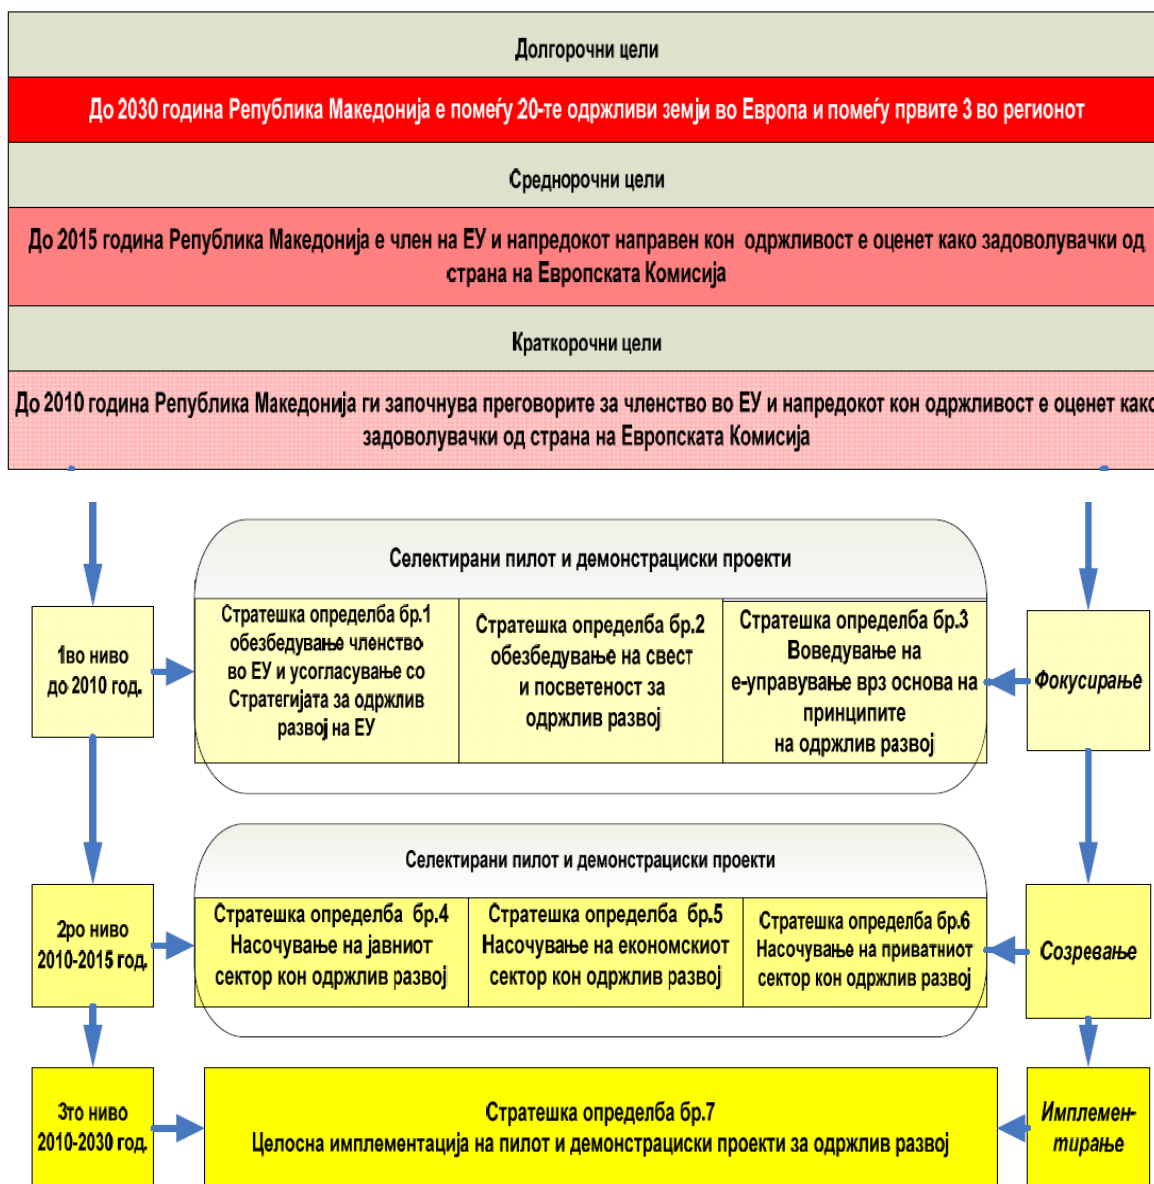 Долгорочни цели
До 2030 година Република Македонија е помеѓу 20-те одржливи земји во Европа и помеѓу првите 3 во регионот
Среднорочни цели
До 2015 година Република Македонија е член на ЕУ и напредокот направен кон одржливост е оценет како задоволувачки од
страна на Европската Комисија
Краткорочни цели
До 2010 година Република Македонија ги започнува преговорите за членство во ЕУ и напредокот кон одржливост е оценет како
задоволувачки од страна на Европската Комисија
Селектирани пилот и демонстрациски проекти
1во ниво
до 2010 год.
Стратешка определба бр.1
обезбедување членство
во ЕУ и усогласување со
Стратегијата за одржлив
развој на ЕУ
Стратешка определба бр.2
обезбедување на свест
и посветеност за
одржлив развој
Стратешка определба бр.3
Воведување на
е-управување врз основа на
принципите
на одржлив развој
Фокусирање
Селектирани пилот и демонстрациски проекти
2ро ниво
2010-2015 год.
Стратешка определба бр.4
Насочување на јавниот
сектор кон одржлив развој
Стратешка определба бр.5
Насочување на економскиот
сектор кон одржлив развој
Стратешка определба бр.6
Насочување на приватниот
сектор кон одржлив развој
Созревање
3то ниво
2010-2030 год.
Стратешка определба бр.7
Целосна имплементација на пилот и демонстрациски проекти за одржлив развој
Имплемен-
тирање